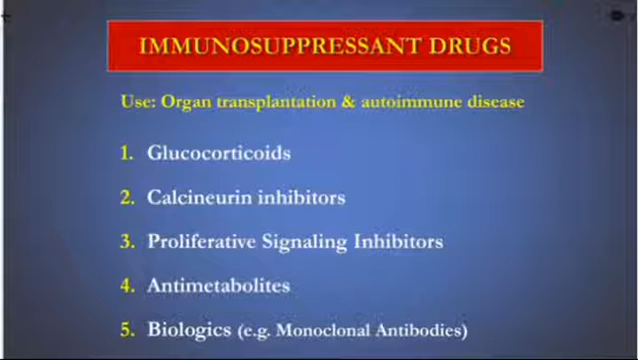 IMMUNOSUPPRESSANT DRUGS
Use: Organ transplantation & autoimmune disease
1. Glucocorticoids
2. Calcineurin inhibitors
3. Proliferative Signaling Inhibitors
4. Antimetabolites
5. Biologics (e.g. Monoclonal Antibodies)